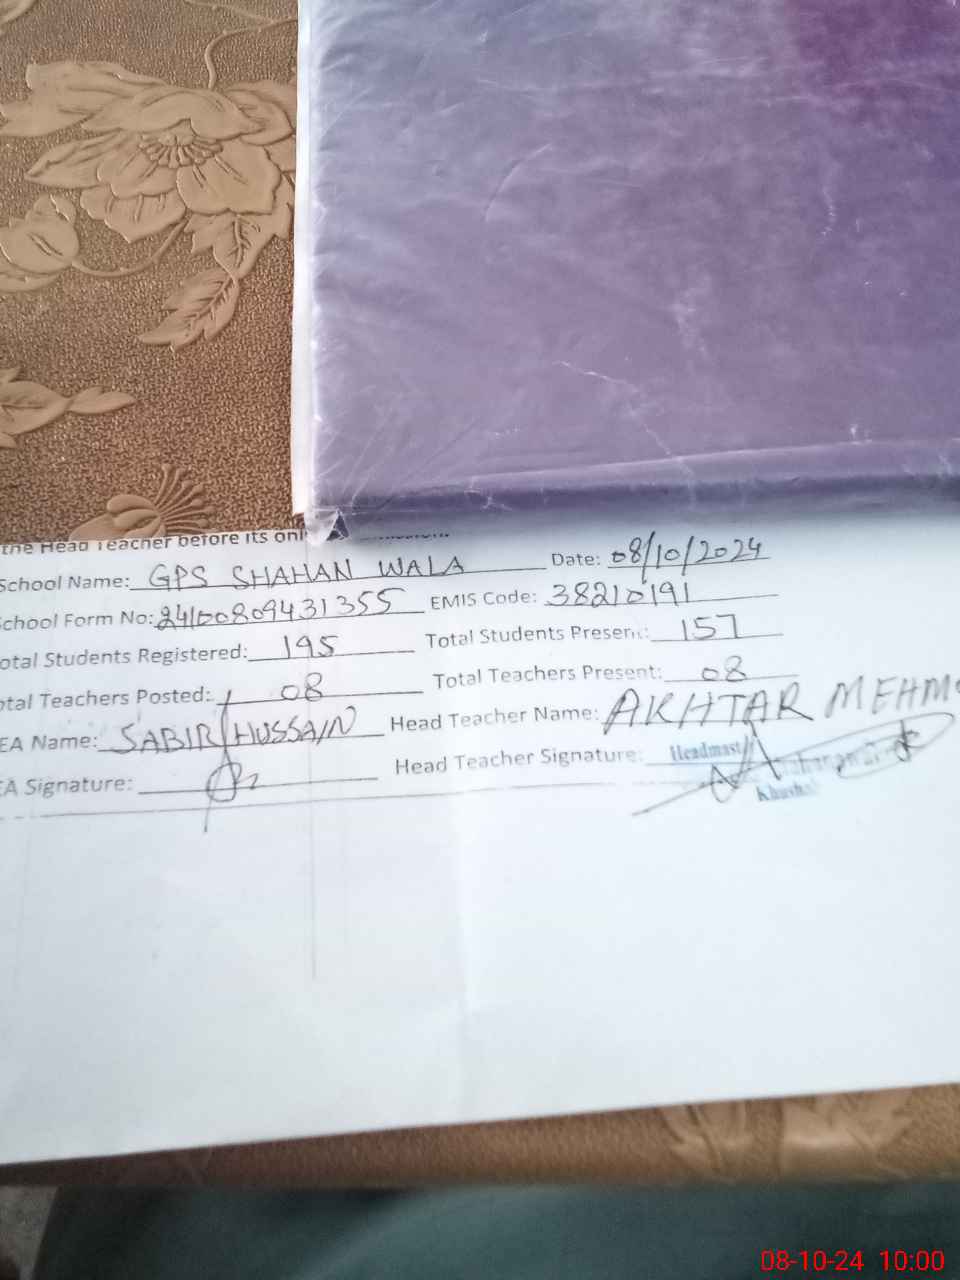 the Head Teacher before its onl
School Name: GPS SHAHAN WALA Date: 08/10/2024
School Form No: 24100809431355 EMIS Code: 38210191
otal Students Registered: 195 Total Students Present: 157
otal Teachers Posted: 08 Total Teachers Present: 08
EA Name: SABIR HUSSAIN Head Teacher Name: AKHTAR MEHMO
EA Signature: Head Teacher Signature: Headmast
Khusha
08-10-24 10:00